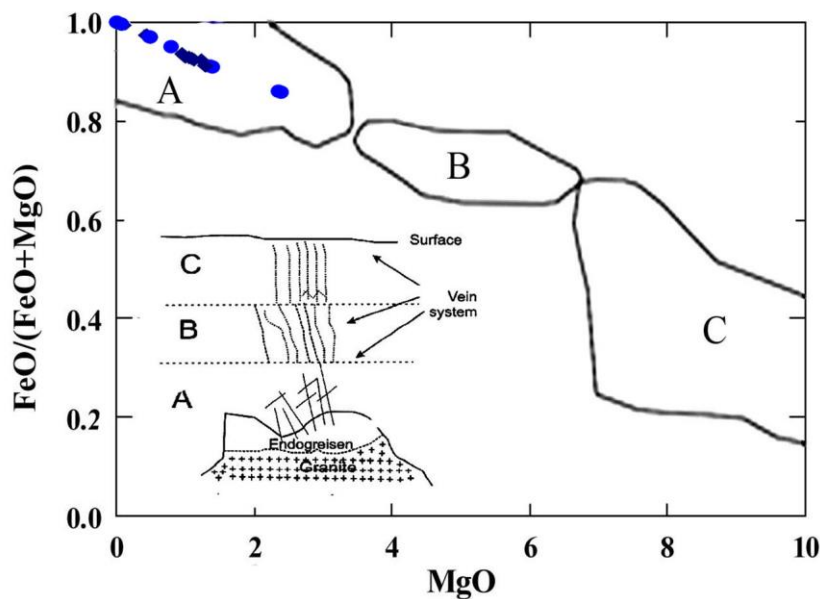 1.0
0.8
0.6
0.4
0.2
0.0
FeO/(FeO+MgO)
A
B
C
Surface
C
Vein
system
B
A
Endogreisen
Granite
0
2
4
6
8
10
MgO